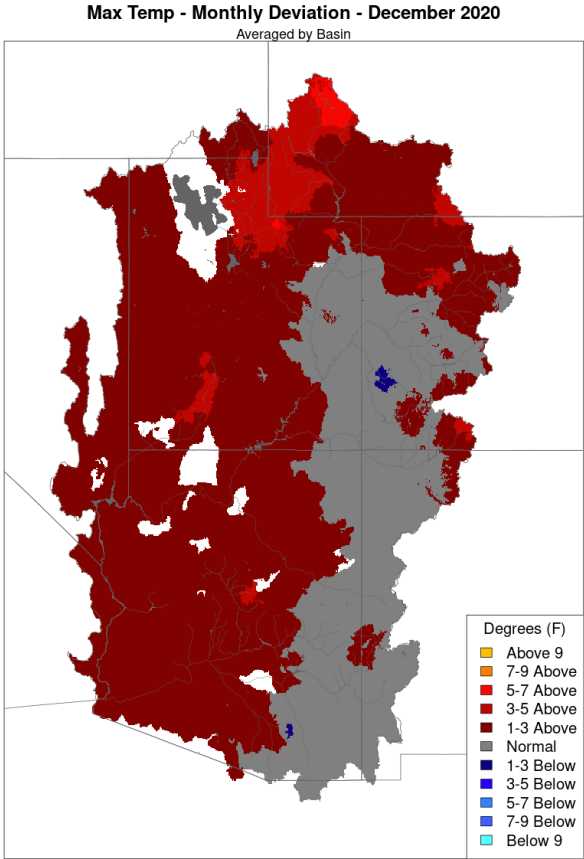 Max Temp - Monthly Deviation - December 2020
Averaged by Basin
Degrees (F)
Above 9
7-9 Above
5-7 Above
3-5 Above
1-3 Above
Normal
1-3 Below
3-5 Below
5-7 Below
7-9 Below
Below 9